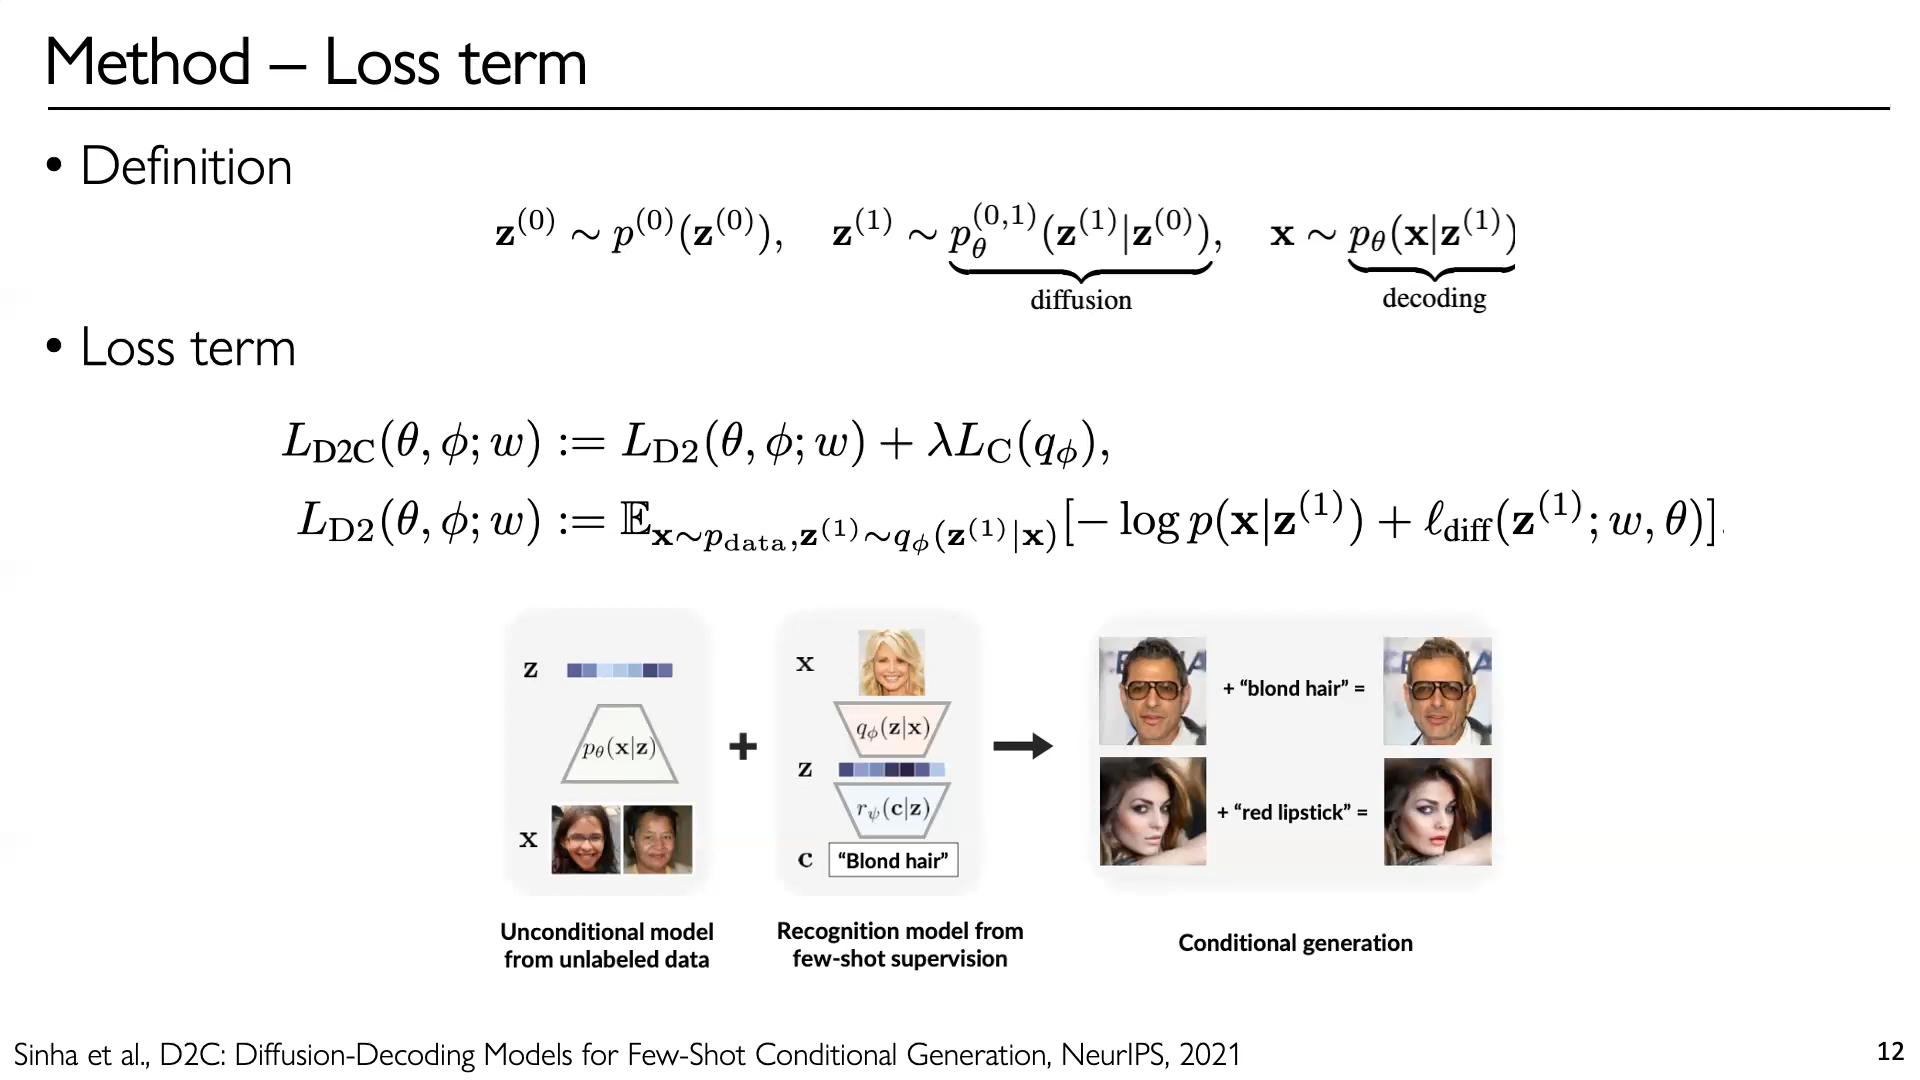 Method – Loss term
• Definition
z^(0) ∼ p^(0)(z^(0)), z^(1) ∼ p_θ^(0,1)(z^(1)|z^(0)), x ∼ p_θ(x|z^(1))
diffusion decoding
• Loss term
L_D2C(θ, ϕ; w) := L_D2(θ, ϕ; w) + λL_C(q_ϕ),
L_D2(θ, ϕ; w) := 𝔼_x∼p_data,z^(1)∼q_ϕ(z^(1)|x)[− log p(x|z^(1)) + ℓ_diff(z^(1); w, θ)].
z
p_θ(x|z)
x
Unconditional model
from unlabeled data
+
x
q_ϕ(z|x)
z
r_ψ(c|z)
c "Blond hair"
Recognition model from
few-shot supervision
+ “blond hair” =
+ “red lipstick” =
Conditional generation
Sinha et al., D2C: Diffusion-Decoding Models for Few-Shot Conditional Generation, NeurIPS, 2021
12